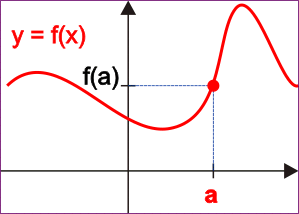 y = f(x)
f(a)
a